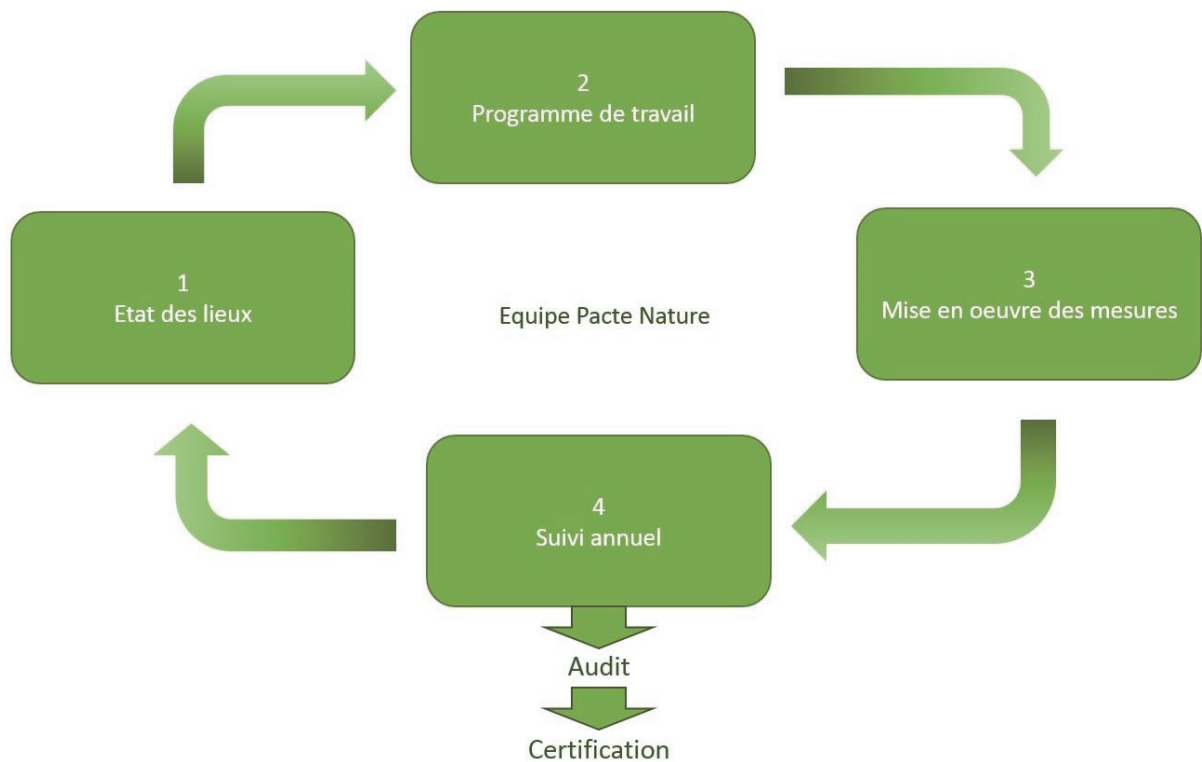 1
Etat des lieux
2
Programme de travail
3
Mise en oeuvre des mesures
Equipe Pacte Nature
4
Suivi annuel
Audit
Certification